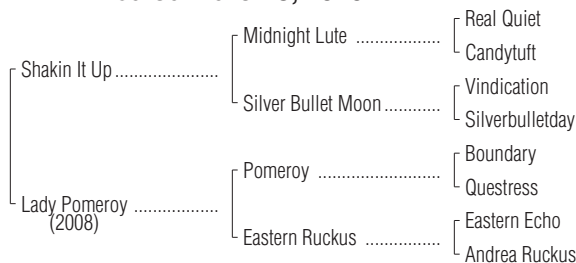 Real Quiet
Midnight Lute ..................
Candytuft
Shakin It Up ......................
Vindication
Silver Bullet Moon ............
Silverbulletday
Boundary
Pomeroy ........................
Questress
Lady Pomeroy ..................
(2008)
Eastern Echo
Eastern Ruckus ................
Andrea Ruckus